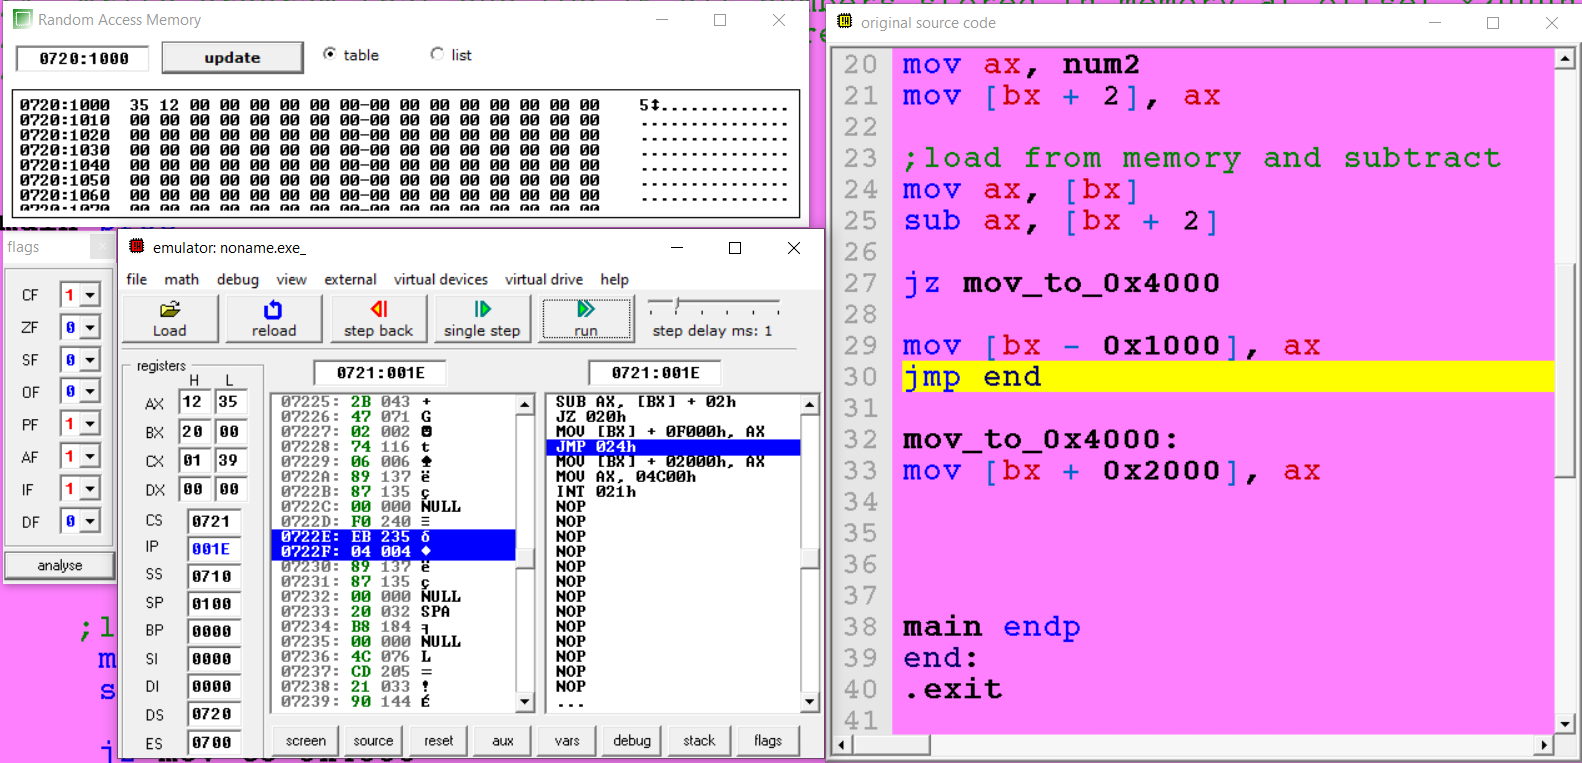 Random Access Memory
0720:1000 update table list
0720:1000 35 12 00 00 00 00 00 00-00 00 00 00 00 00 00 00 5↕..............
0720:1010 00 00 00 00 00 00 00 00-00 00 00 00 00 00 00 00 ................
0720:1020 00 00 00 00 00 00 00 00-00 00 00 00 00 00 00 00 ................
0720:1030 00 00 00 00 00 00 00 00-00 00 00 00 00 00 00 00 ................
0720:1040 00 00 00 00 00 00 00 00-00 00 00 00 00 00 00 00 ................
0720:1050 00 00 00 00 00 00 00 00-00 00 00 00 00 00 00 00 ................
0720:1060 00 00 00 00 00 00 00 00-00 00 00 00 00 00 00 00 ................
flags
CF 1
ZF 0
SF 0
OF 0
PF 1
AF 1
IF 1
DF 0
analyse
emulator: noname.exe_
file math debug view external virtual devices virtual drive help
Load reload step back single step run step delay ms: 1
registers
H L
AX 12 35
BX 20 00
CX 01 39
DX 00 00
CS 0721
IP 001E
SS 0710
SP 0100
BP 0000
SI 0000
DI 0000
DS 0720
ES 0700
0721:001E
07225: 2B 043 +
07226: 47 071 G
07227: 02 002 ☻
07228: 74 116 t
07229: 06 006 ♠
0722A: 89 137 ë
0722B: 87 135 ç
0722C: 00 000 NULL
0722D: F0 240 ≡
0722E: EB 235 δ
0722F: 04 004 ♦
07230: 89 137 ë
07231: 87 135 ç
07232: 00 000 NULL
07233: 20 032 SPA
07234: B8 184 ╕
07235: 00 000 NULL
07236: 4C 076 L
07237: CD 205 =
07238: 21 033 !
07239: 90 144 É
0721:001E
SUB AX, [BX] + 02h
JZ 020h
MOV [BX] + 0F000h, AX
JMP 024h
MOV [BX] + 02000h, AX
MOV AX, 04C00h
INT 021h
NOP
NOP
NOP
NOP
NOP
NOP
NOP
NOP
NOP
NOP
NOP
NOP
NOP
...
screen source reset aux vars debug stack flags
original source code
20 mov ax, num2
21 mov [bx + 2], ax
22
23 ;load from memory and subtract
24 mov ax, [bx]
25 sub ax, [bx + 2]
26
27 jz mov_to_0x4000
28
29 mov [bx - 0x1000], ax
30 jmp end
31
32 mov_to_0x4000:
33 mov [bx + 0x2000], ax
34
35
36
37
38 main endp
39 end:
40 .exit
41
;l
m
s